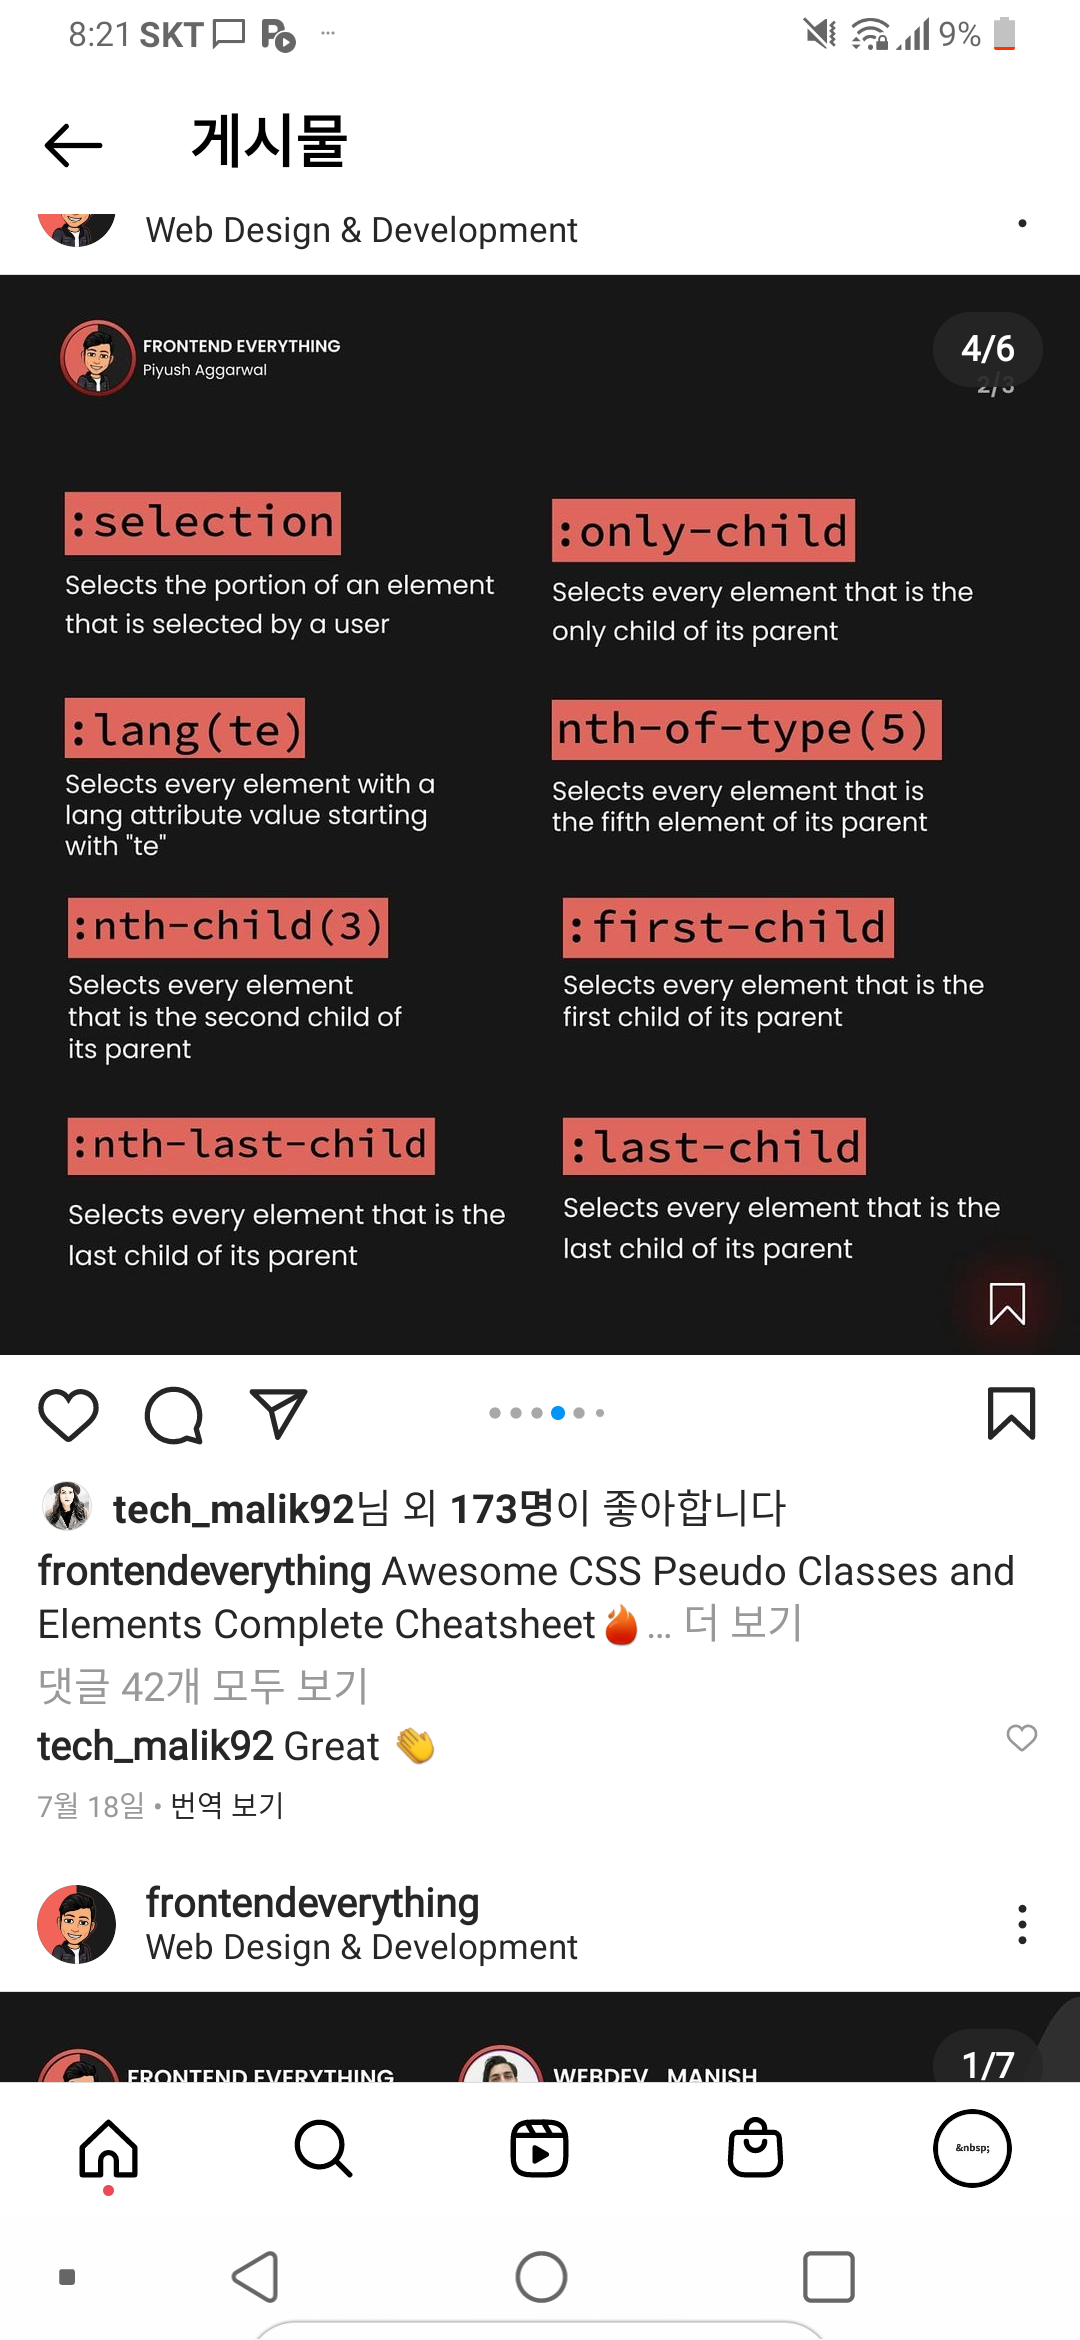 8:21 SKT 9%
게시물
Web Design & Development
FRONTEND EVERYTHING
Piyush Aggarwal
4/6
2/3
:selection
Selects the portion of an element
that is selected by a user
:only-child
Selects every element that is the
only child of its parent
:lang(te)
Selects every element with a
lang attribute value starting
with "te"
nth-of-type(5)
Selects every element that is
the fifth element of its parent
:nth-child(3)
Selects every element
that is the second child of
its parent
:first-child
Selects every element that is the
first child of its parent
:nth-last-child
Selects every element that is the
last child of its parent
:last-child
Selects every element that is the
last child of its parent
tech_malik92님 외 173명이 좋아합니다
frontendeverything Awesome CSS Pseudo Classes and
Elements Complete Cheatsheet🔥... 더 보기
댓글 42개 모두 보기
tech_malik92 Great 👏
7월 18일 • 번역 보기
frontendeverything
Web Design & Development
FRONTEND EVERYTHING
WEBDEV_MANISH
1/7
&nbsp;